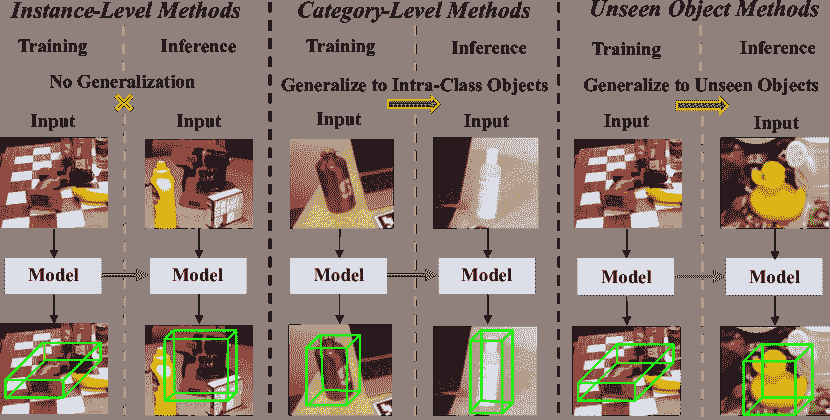 Instance-Level Methods
Training
Inference
No Generalization
Input
Input
Model
Model
Category-Level Methods
Training
Inference
Generalize to Intra-Class Objects
Input
Input
Model
Model
Unseen Object Methods
Training
Inference
Generalize to Unseen Objects
Input
Input
Model
Model